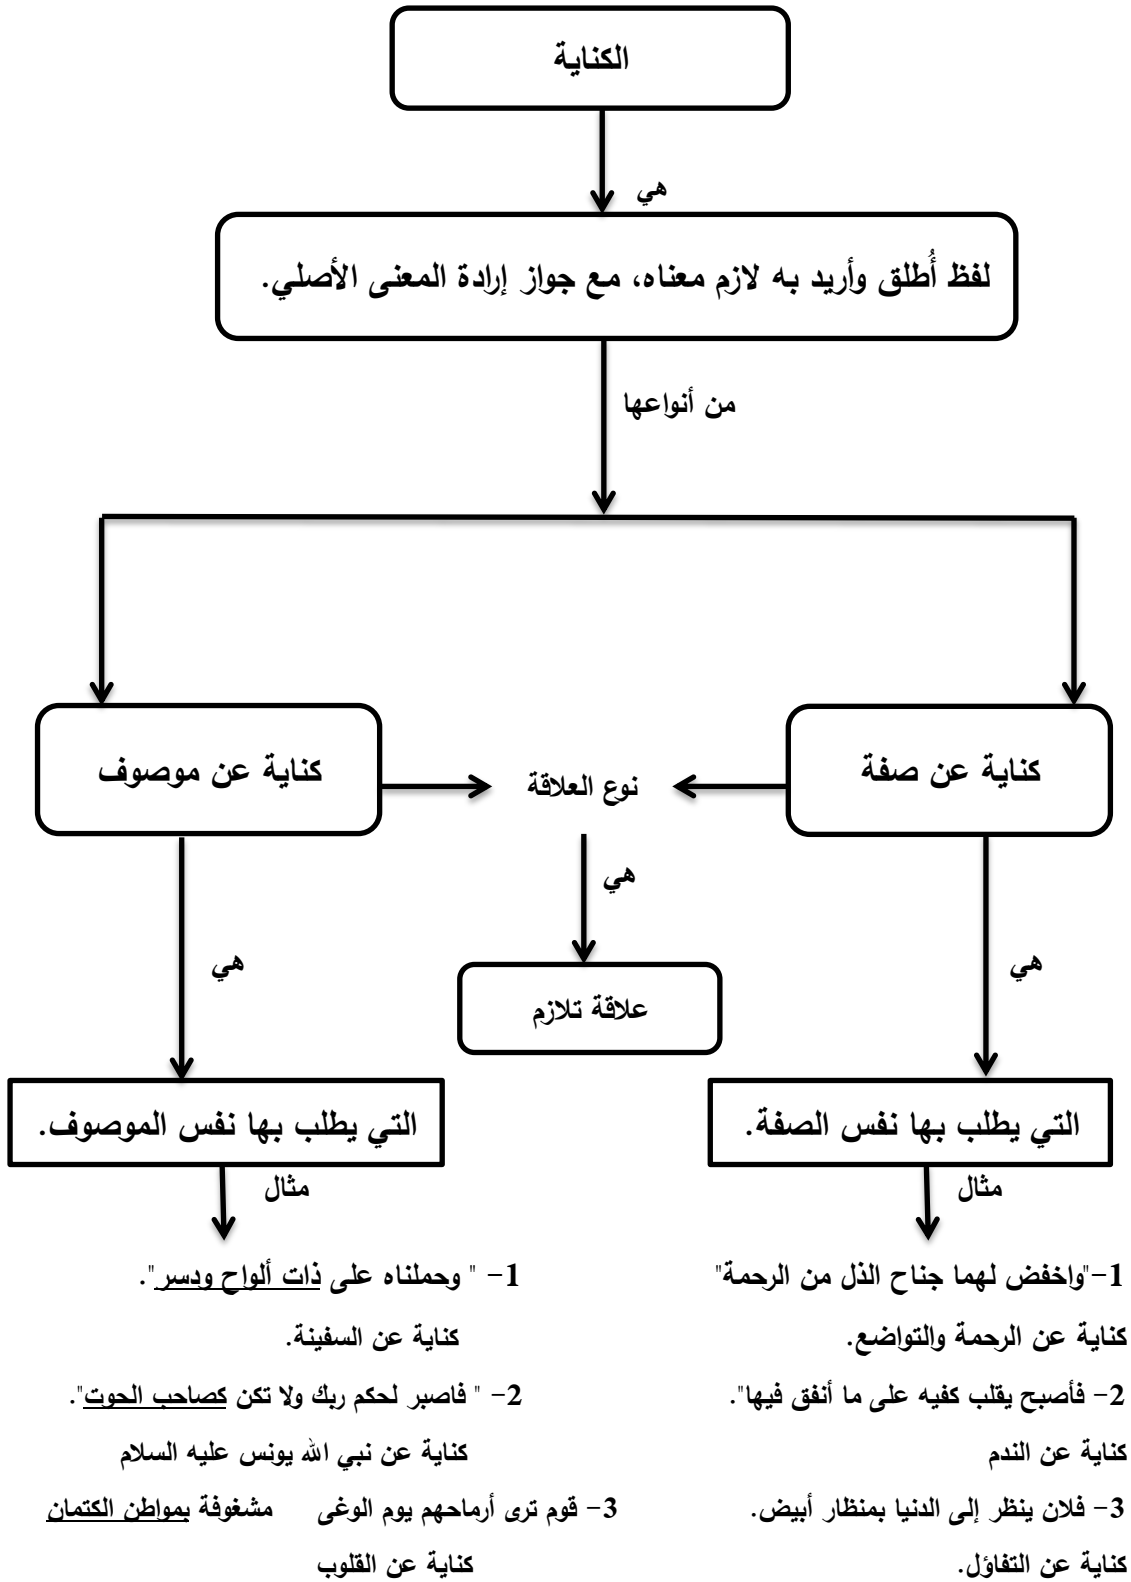 الكناية
هي
لفظ أُطلق وأريد به لازم معناه، مع جواز إرادة المعنى الأصلي.
من أنواعها
كناية عن صفة
نوع العلاقة
كناية عن موصوف
هي
هي
هي
علاقة تلازم
التي يطلب بها نفس الصفة.
التي يطلب بها نفس الموصوف.
مثال
مثال
1-"واخفض لهما جناح الذل من الرحمة"
كناية عن الرحمة والتواضع.
2- فأصبح يقلب كفيه على ما أنفق فيها".
كناية عن الندم
3- فلان ينظر إلى الدنيا بمنظار أبيض.
كناية عن التفاؤل.
1- " وحملناه على ذات ألواح ودسر".
كناية عن السفينة.
2- " فاصبر لحكم ربك ولا تكن كصاحب الحوت".
كناية عن نبي الله يونس عليه السلام
3- قوم ترى أرماحهم يوم الوغى مشغوفة بمواطن الكتمان
كناية عن القلوب